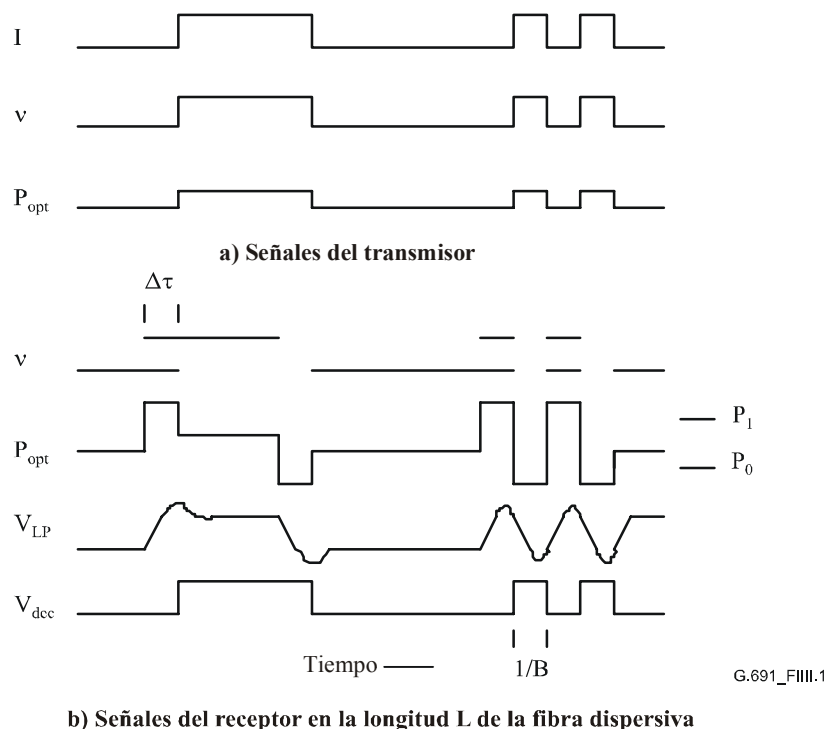 I
ν
P_opt
a) Señales del transmisor
Δτ
ν
P_opt
P_1
P_0
V_LP
V_dec
Tiempo
1/B
G.691_FIIII.1
b) Señales del receptor en la longitud L de la fibra dispersiva